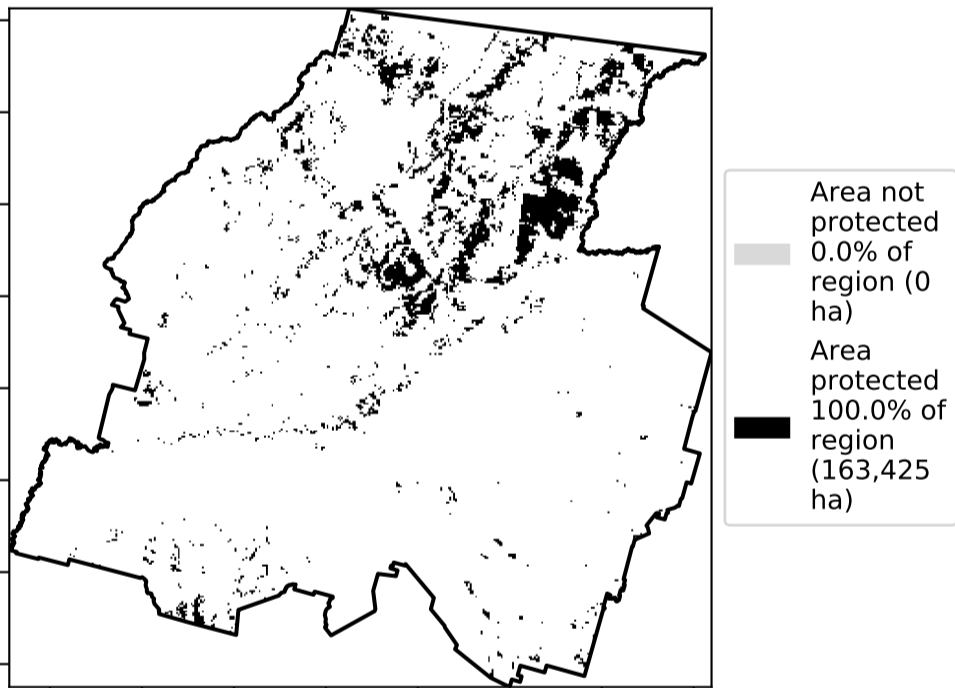 Area not
protected
0.0% of
region (0
ha)
Area
protected
100.0% of
region
(163,425
ha)